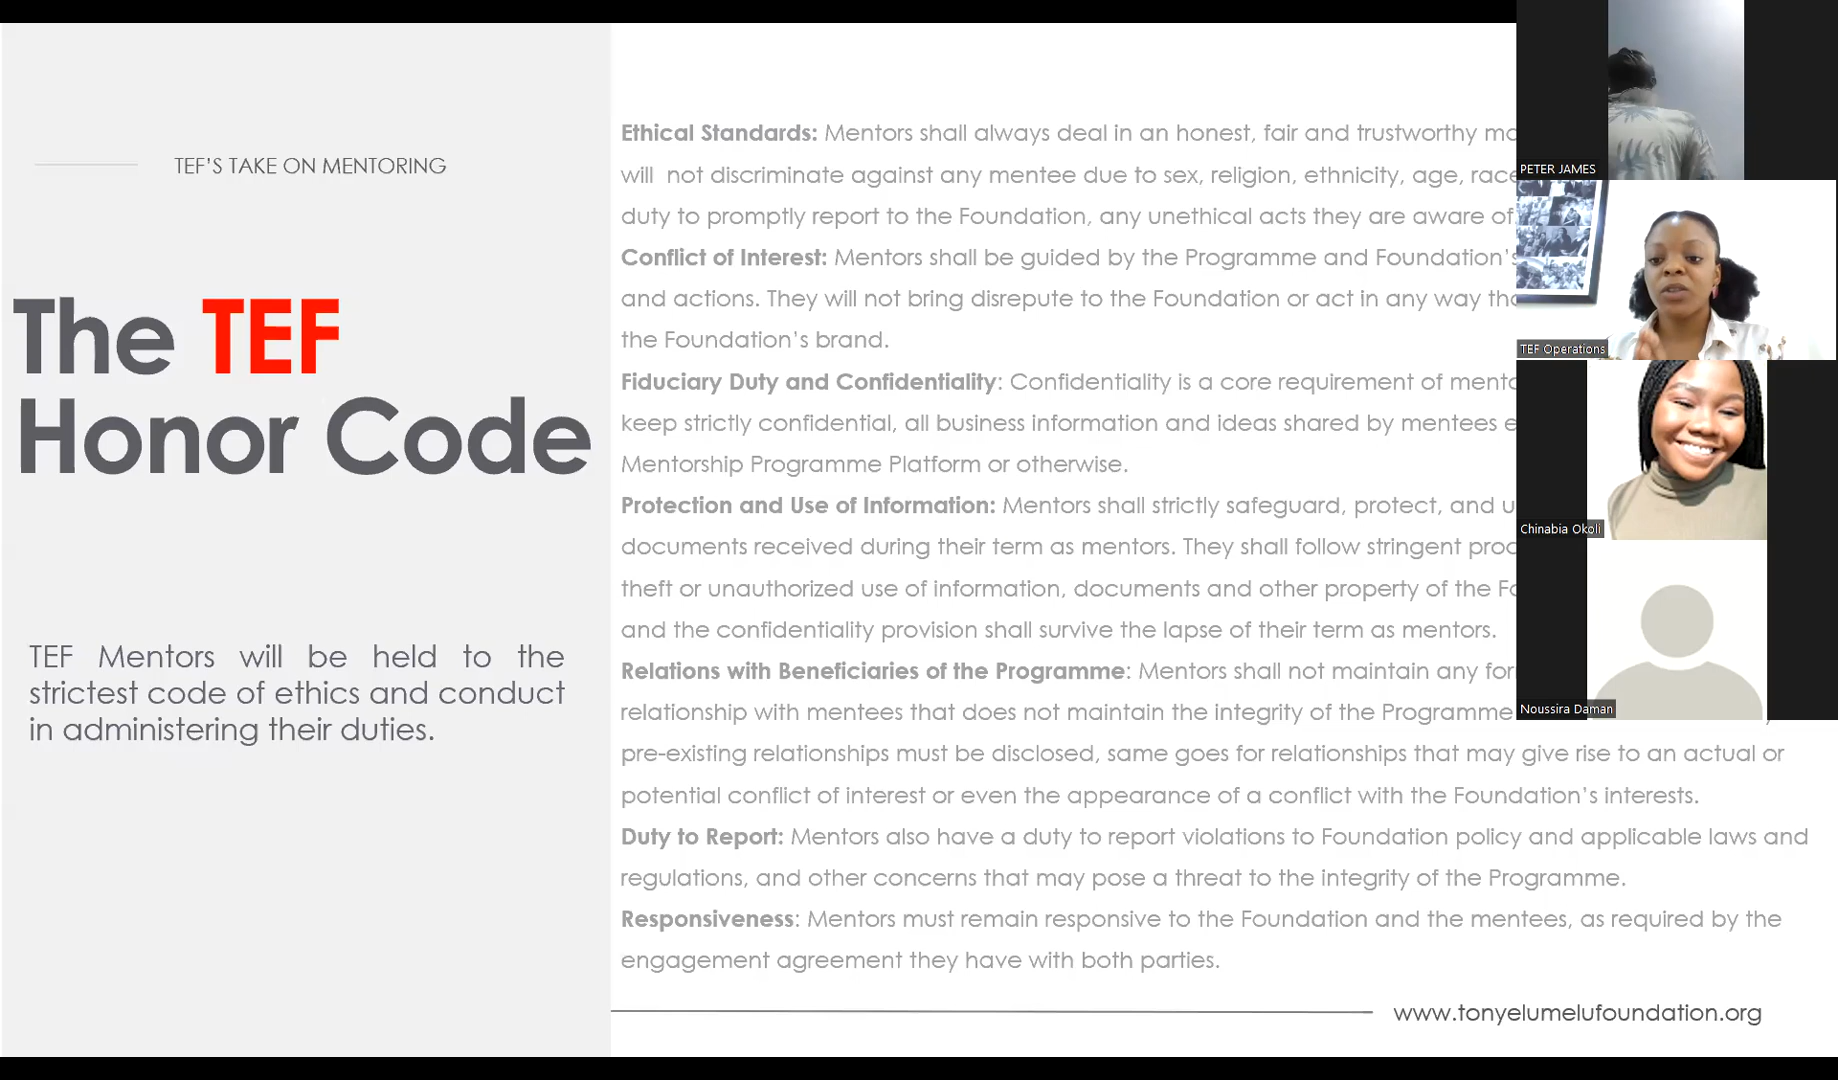 TEF’S TAKE ON MENTORING
The TEF
Honor Code
TEF Mentors will be held to the
strictest code of ethics and conduct
in administering their duties.
Ethical Standards: Mentors shall always deal in an honest, fair and trustworthy
will not discriminate against any mentee due to sex, religion, ethnicity, age,
duty to promptly report to the Foundation, any unethical acts they are aware of
Conflict of Interest: Mentors shall be guided by the Programme and Foundation’s
and actions. They will not bring disrepute to the Foundation or act in any way
the Foundation’s brand.
Fiduciary Duty and Confidentiality: Confidentiality is a core requirement of
keep strictly confidential, all business information and ideas shared by mentees
Mentorship Programme Platform or otherwise.
Protection and Use of Information: Mentors shall strictly safeguard, protect, and
documents received during their term as mentors. They shall follow stringent
theft or unauthorized use of information, documents and other property of the
and the confidentiality provision shall survive the lapse of their term as mentors.
Relations with Beneficiaries of the Programme: Mentors shall not maintain any
relationship with mentees that does not maintain the integrity of the Programme
pre-existing relationships must be disclosed, same goes for relationships that may give rise to an actual or
potential conflict of interest or even the appearance of a conflict with the Foundation’s interests.
Duty to Report: Mentors also have a duty to report violations to Foundation policy and applicable laws and
regulations, and other concerns that may pose a threat to the integrity of the Programme.
Responsiveness: Mentors must remain responsive to the Foundation and the mentees, as required by the
engagement agreement they have with both parties.
www.tonyelumelufoundation.org
PETER JAMES
TEF Operations
Chinabia Okoli
Noussira Daman